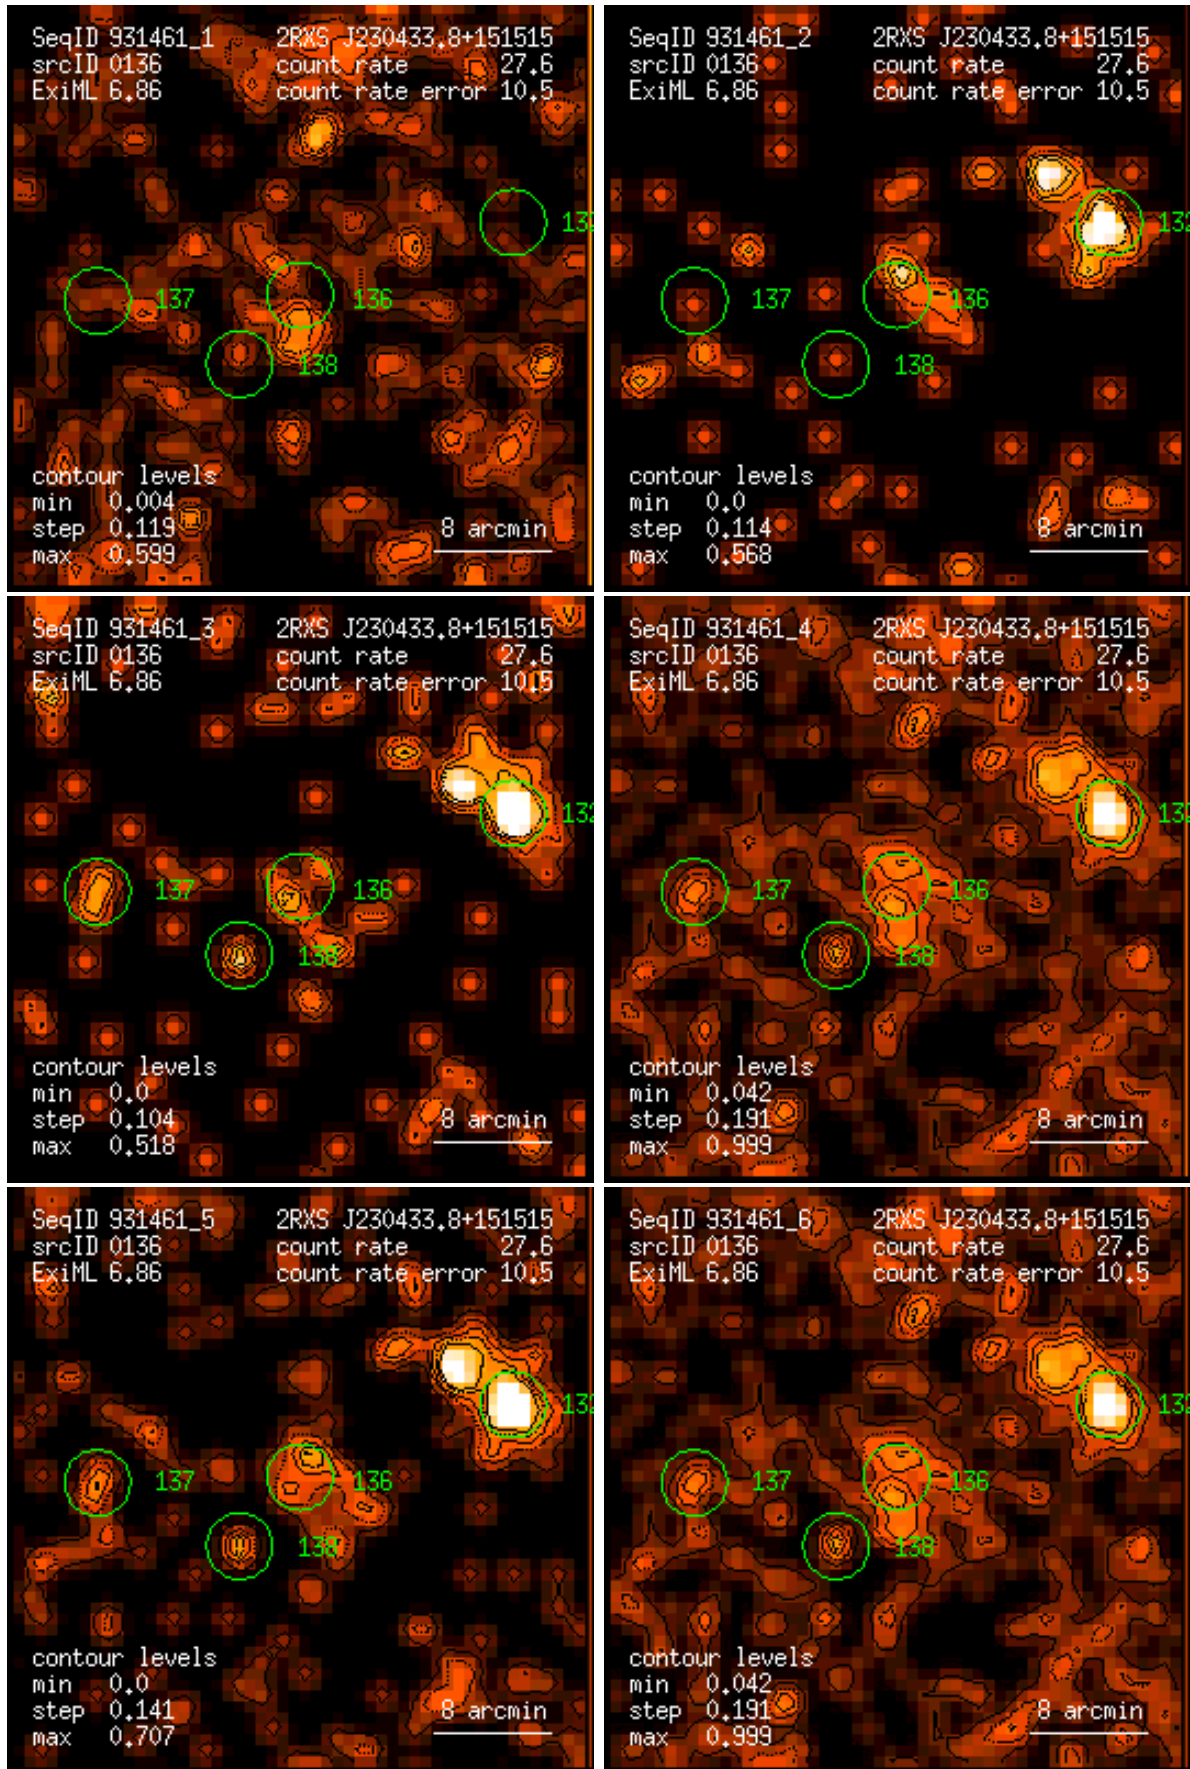 SeqID 931461_1 2RXS J230433.8+151515
srcID 0136 count rate 27.6
ExiML 6.86 count rate error 10.5
132
137 136
138
contour levels
min 0.004
step 0.119 8 arcmin
max 0.599
SeqID 931461_2 2RXS J230433.8+151515
srcID 0136 count rate 27.6
ExiML 6.86 count rate error 10.5
132
137 136
138
contour levels
min 0.0
step 0.114 8 arcmin
max 0.568
SeqID 931461_3 2RXS J230433.8+151515
srcID 0136 count rate 27.6
ExiML 6.86 count rate error 10.5
132
137 136
138
contour levels
min 0.0
step 0.104 8 arcmin
max 0.518
SeqID 931461_4 2RXS J230433.8+151515
srcID 0136 count rate 27.6
ExiML 6.86 count rate error 10.5
132
137 136
138
contour levels
min 0.042
step 0.191 8 arcmin
max 0.999
SeqID 931461_5 2RXS J230433.8+151515
srcID 0136 count rate 27.6
ExiML 6.86 count rate error 10.5
132
137 136
138
contour levels
min 0.0
step 0.141 8 arcmin
max 0.707
SeqID 931461_6 2RXS J230433.8+151515
srcID 0136 count rate 27.6
ExiML 6.86 count rate error 10.5
132
137 136
138
contour levels
min 0.042
step 0.191 8 arcmin
max 0.999